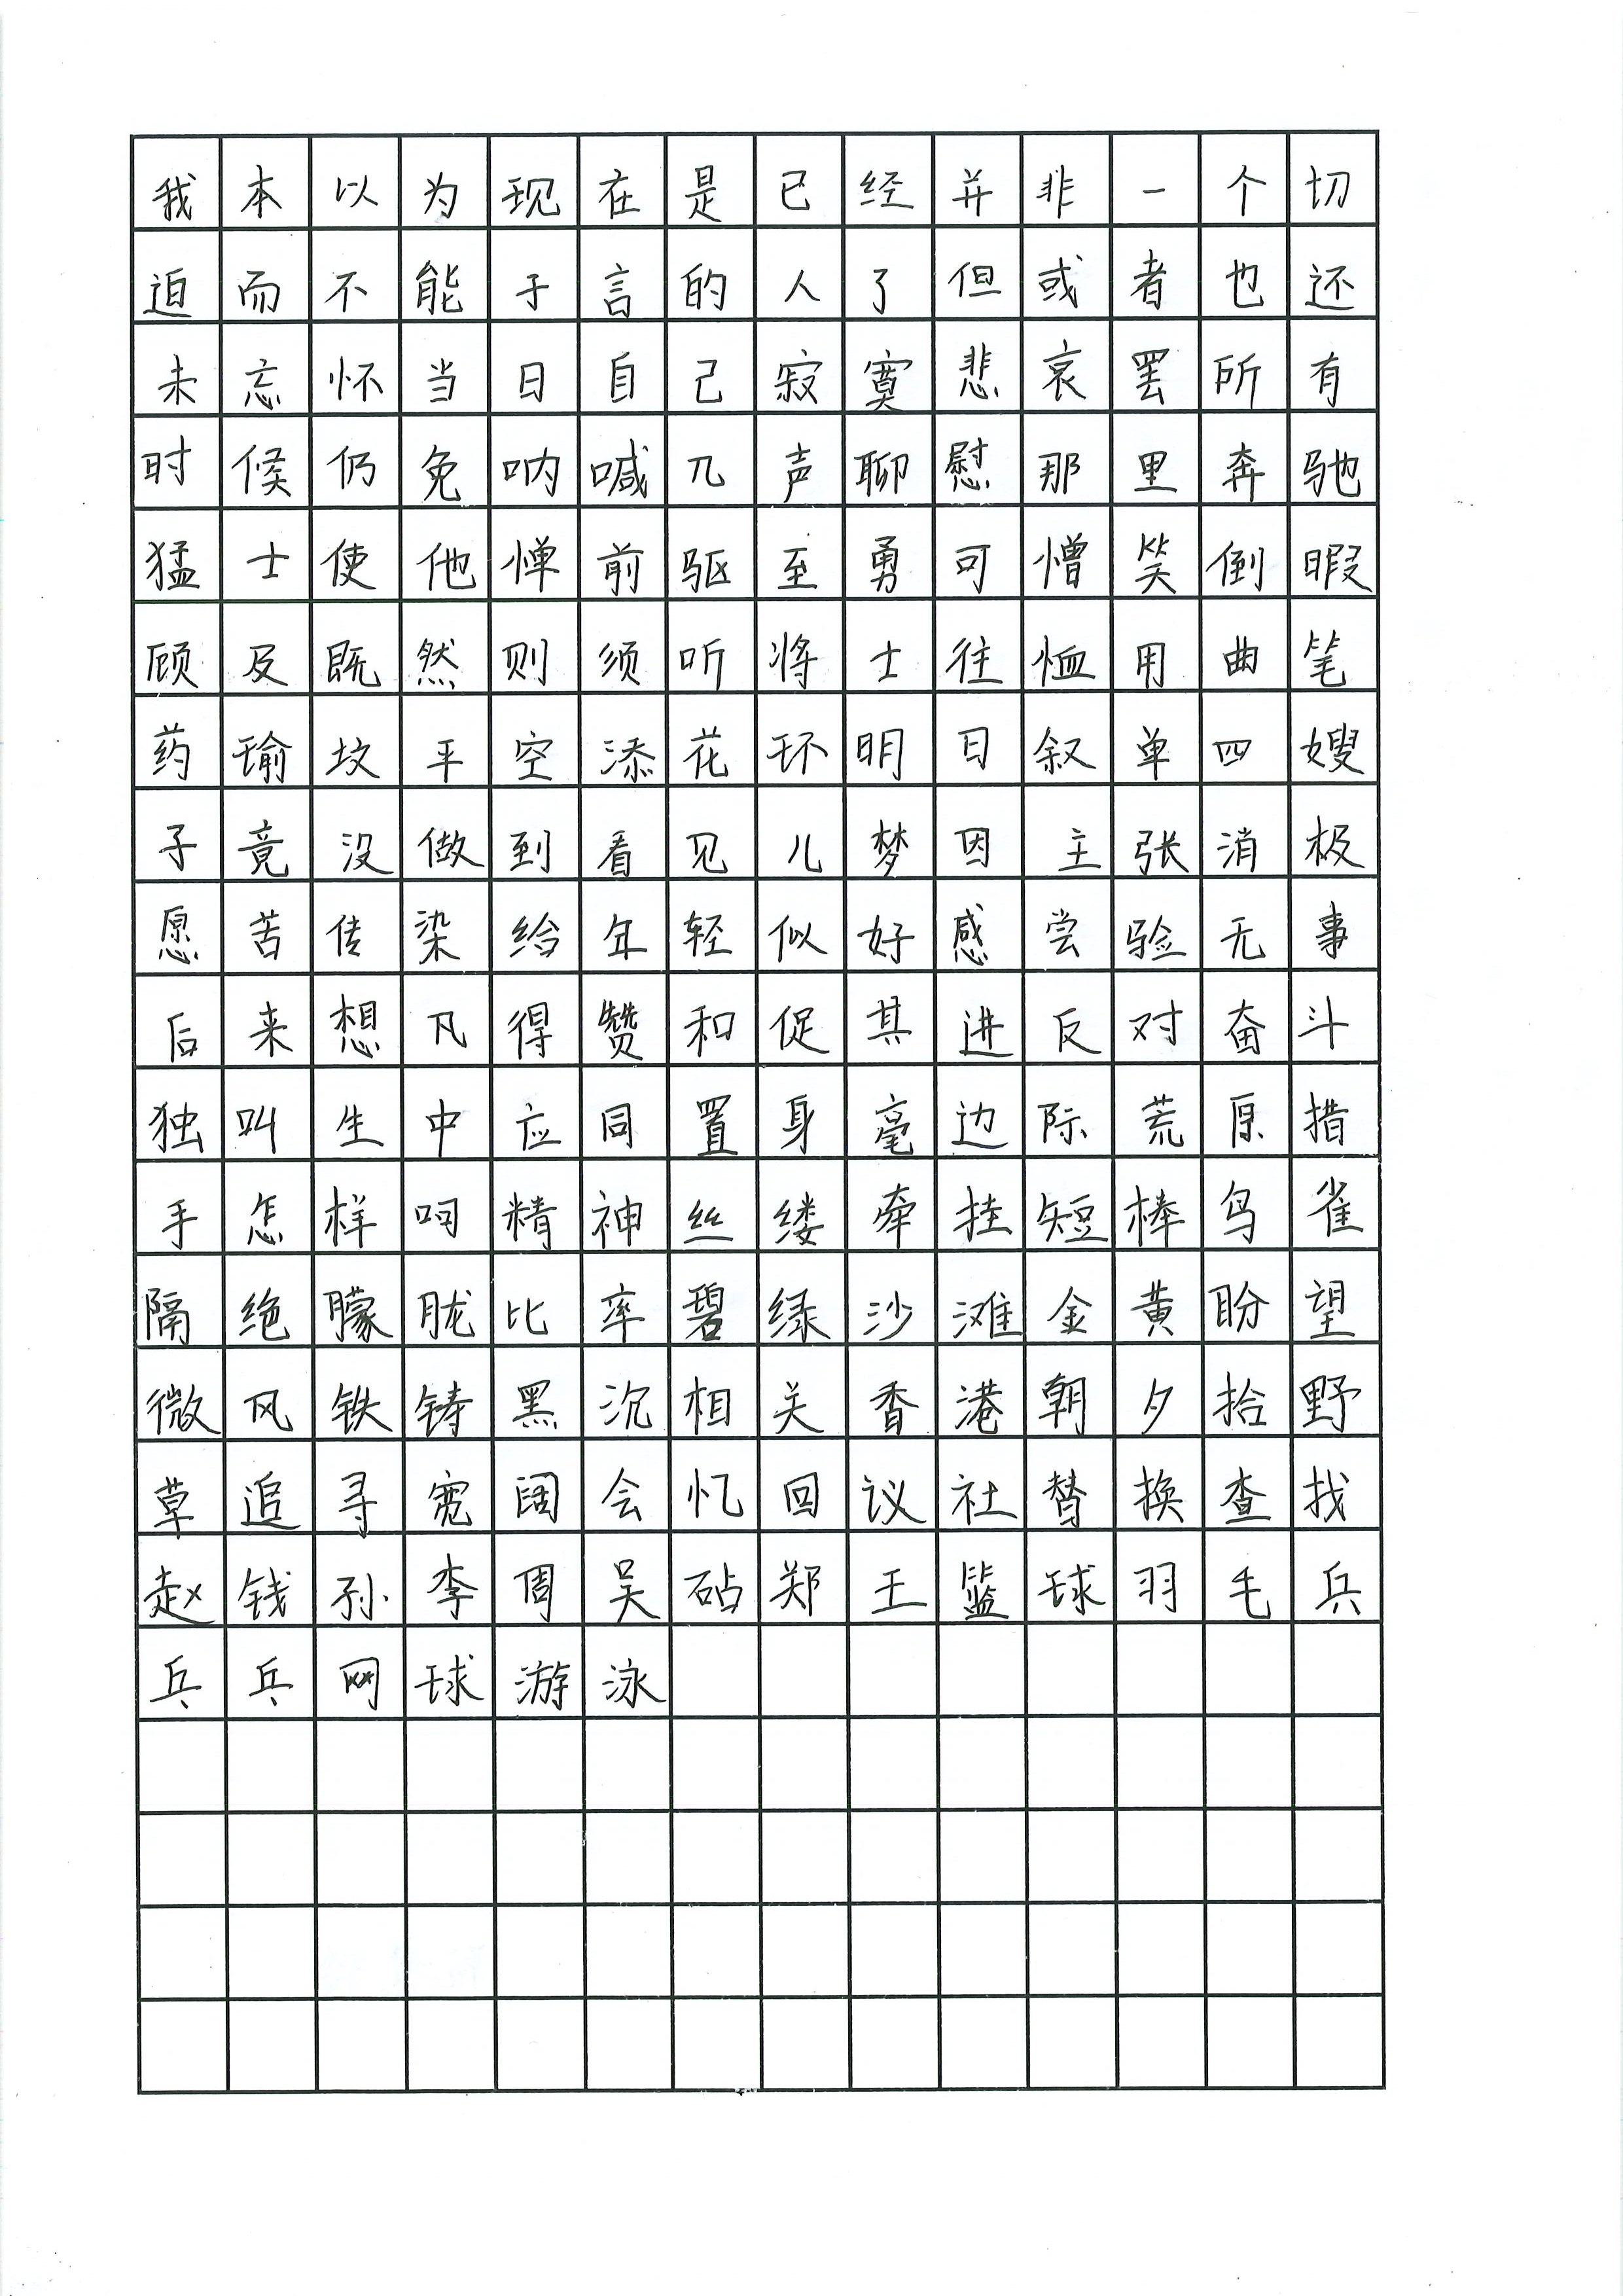 我本以为现在是已经并非一个切
迫而不能于言的人了但或者也还
未忘怀当日自己寂寞悲哀罢所有
时候仍免呐喊几声聊慰那里奔驰
猛士使他惮前驱至勇可憎笑倒暇
顾及既然则须听将士往恤用曲笔
药瑜坟平空添花环明日叙单四嫂
子竟没做到看见儿梦因主张消极
愿苦传染给年轻似好感尝验无事
后来想凡得赞和促其进反对奋斗
独叫生中应同置身毫边际荒原措
手怎样呵精神丝缕牵挂短棒鸟雀
隔绝朦胧比率碧绿沙滩金黄盼望
微风铁铸黑沉相关香港朝夕拾野
草追寻宽阔会忆回议社替换查找
赵钱孙李周吴砧郑王篮球羽毛兵
乓乒网球游泳